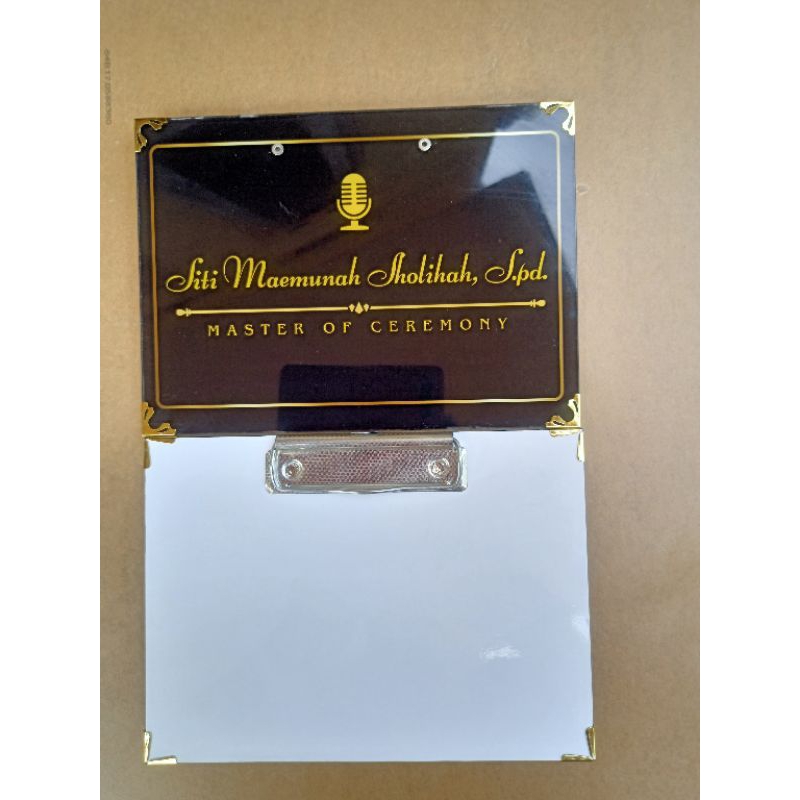 Siti Maemunah Sholihah, S.pd.
MASTER OF CEREMONY